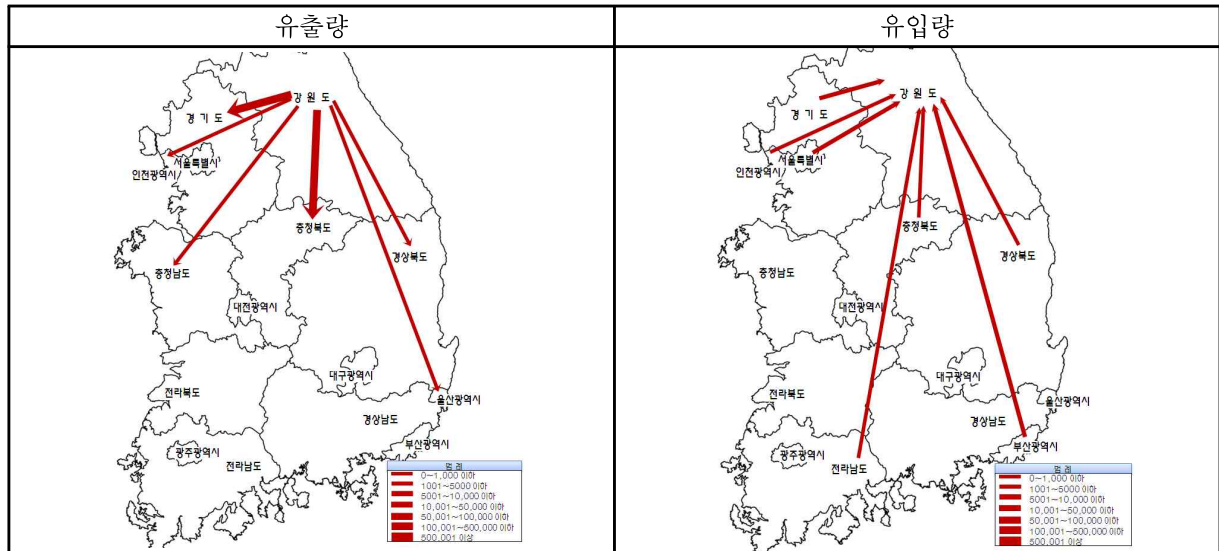 유출량
유입량
강 원 도
경 기 도
서울특별시
인천광역시
충청북도
충청남도
경상북도
대전광역시
대구광역시
전라북도
울산광역시
경상남도
부산광역시
광주광역시
전라남도
범 례
0~1,000 이하
1001~5000 이하
5001~10,000 이하
10,001~50,000 이하
50,001~100,000 이하
100,001~500,000 이하
500,001 이상
강 원 도
경 기 도
서울특별시
인천광역시
충청북도
경상북도
충청남도
대전광역시
대구광역시
전라북도
울산광역시
경상남도
부산광역시
광주광역시
전라남도
범 례
0~1,000 이하
1001~5000 이하
5001~10,000 이하
10,001~50,000 이하
50,001~100,000 이하
100,001~500,000 이하
500,001 이상